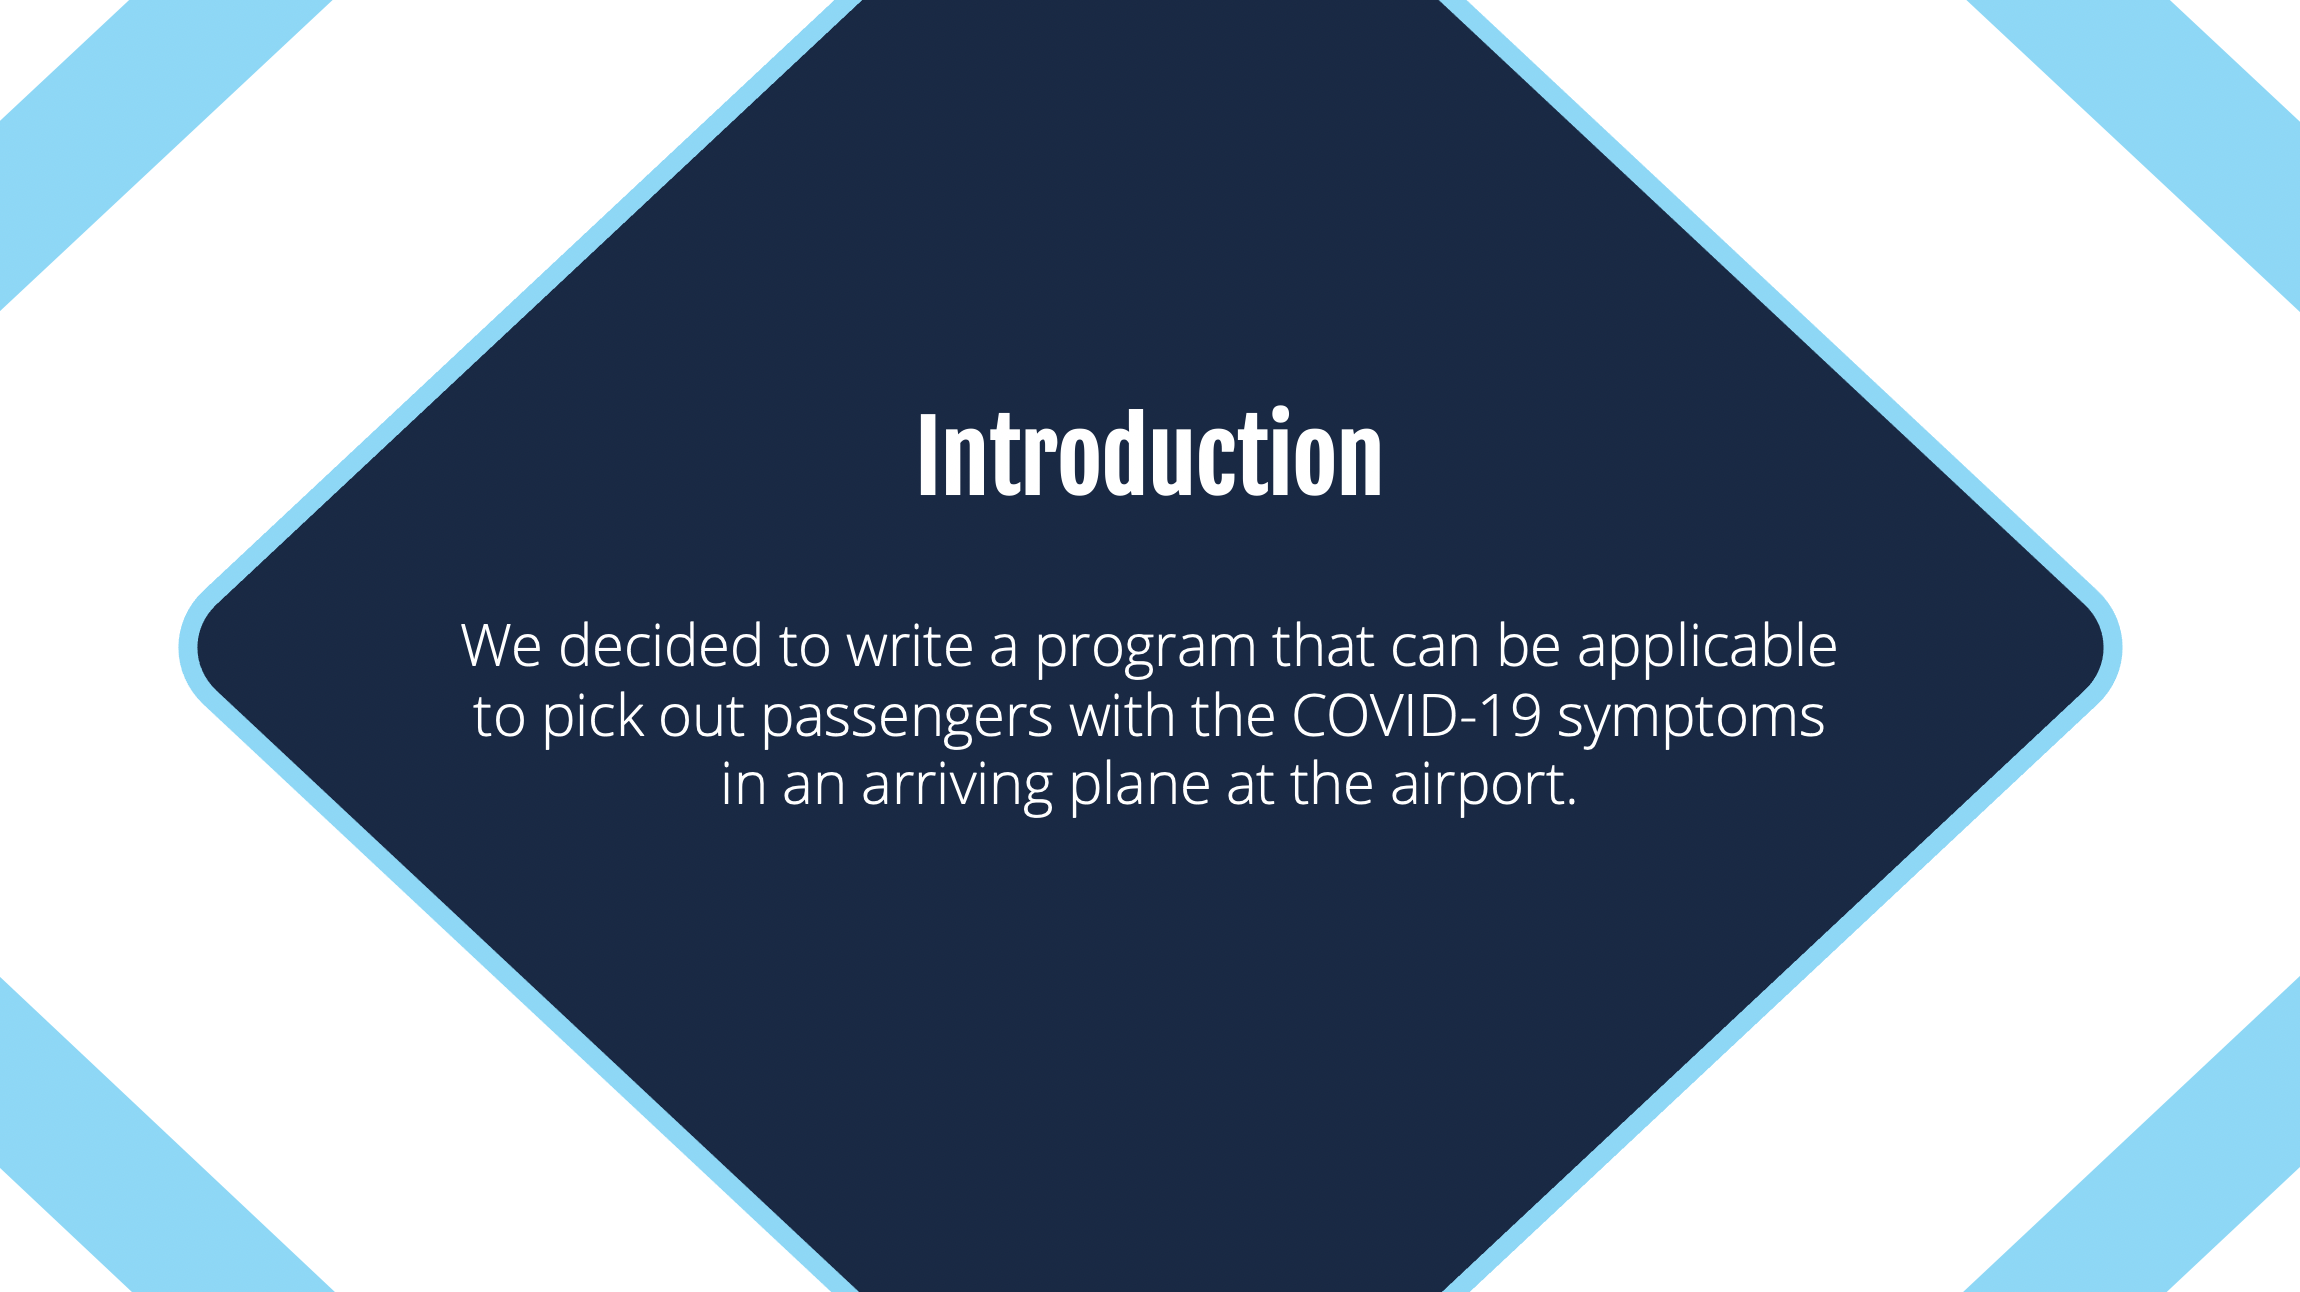 Introduction
We decided to write a program that can be applicable
to pick out passengers with the COVID-19 symptoms
in an arriving plane at the airport.